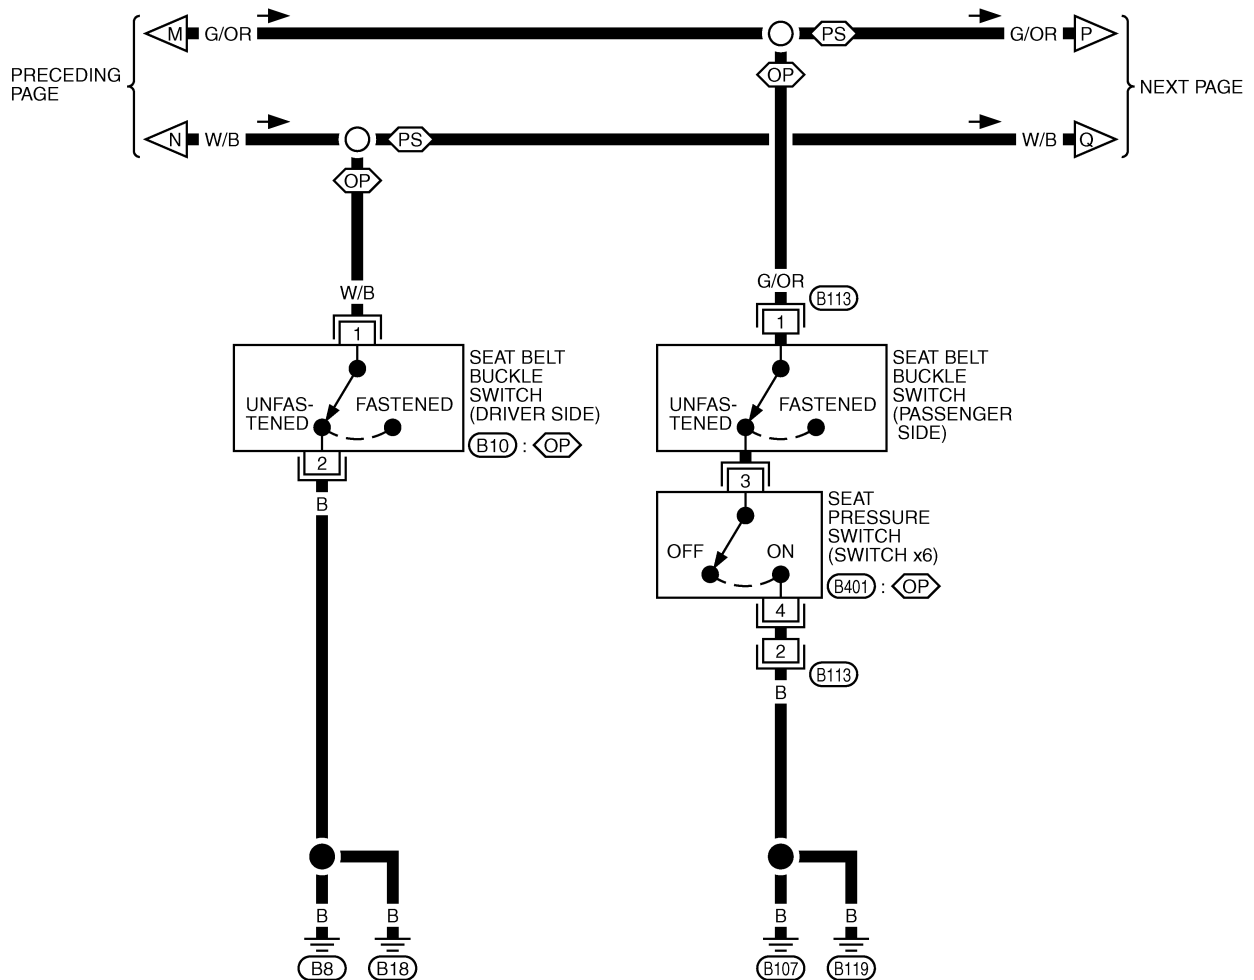 M
G/OR
PS
G/OR
P
OP
PRECEDING
PAGE
NEXT PAGE
N
W/B
PS
W/B
Q
OP
W/B
1
UNFAS-
TENED
FASTENED
SEAT BELT
BUCKLE
SWITCH
(DRIVER SIDE)
B10 : OP
2
B
B
B
B8
B18
G/OR
B113
1
UNFAS-
TENED
FASTENED
SEAT BELT
BUCKLE
SWITCH
(PASSENGER
SIDE)
3
OFF
ON
SEAT
PRESSURE
SWITCH
(SWITCH x6)
B401 : OP
4
2
B113
B
B
B
B107
B119